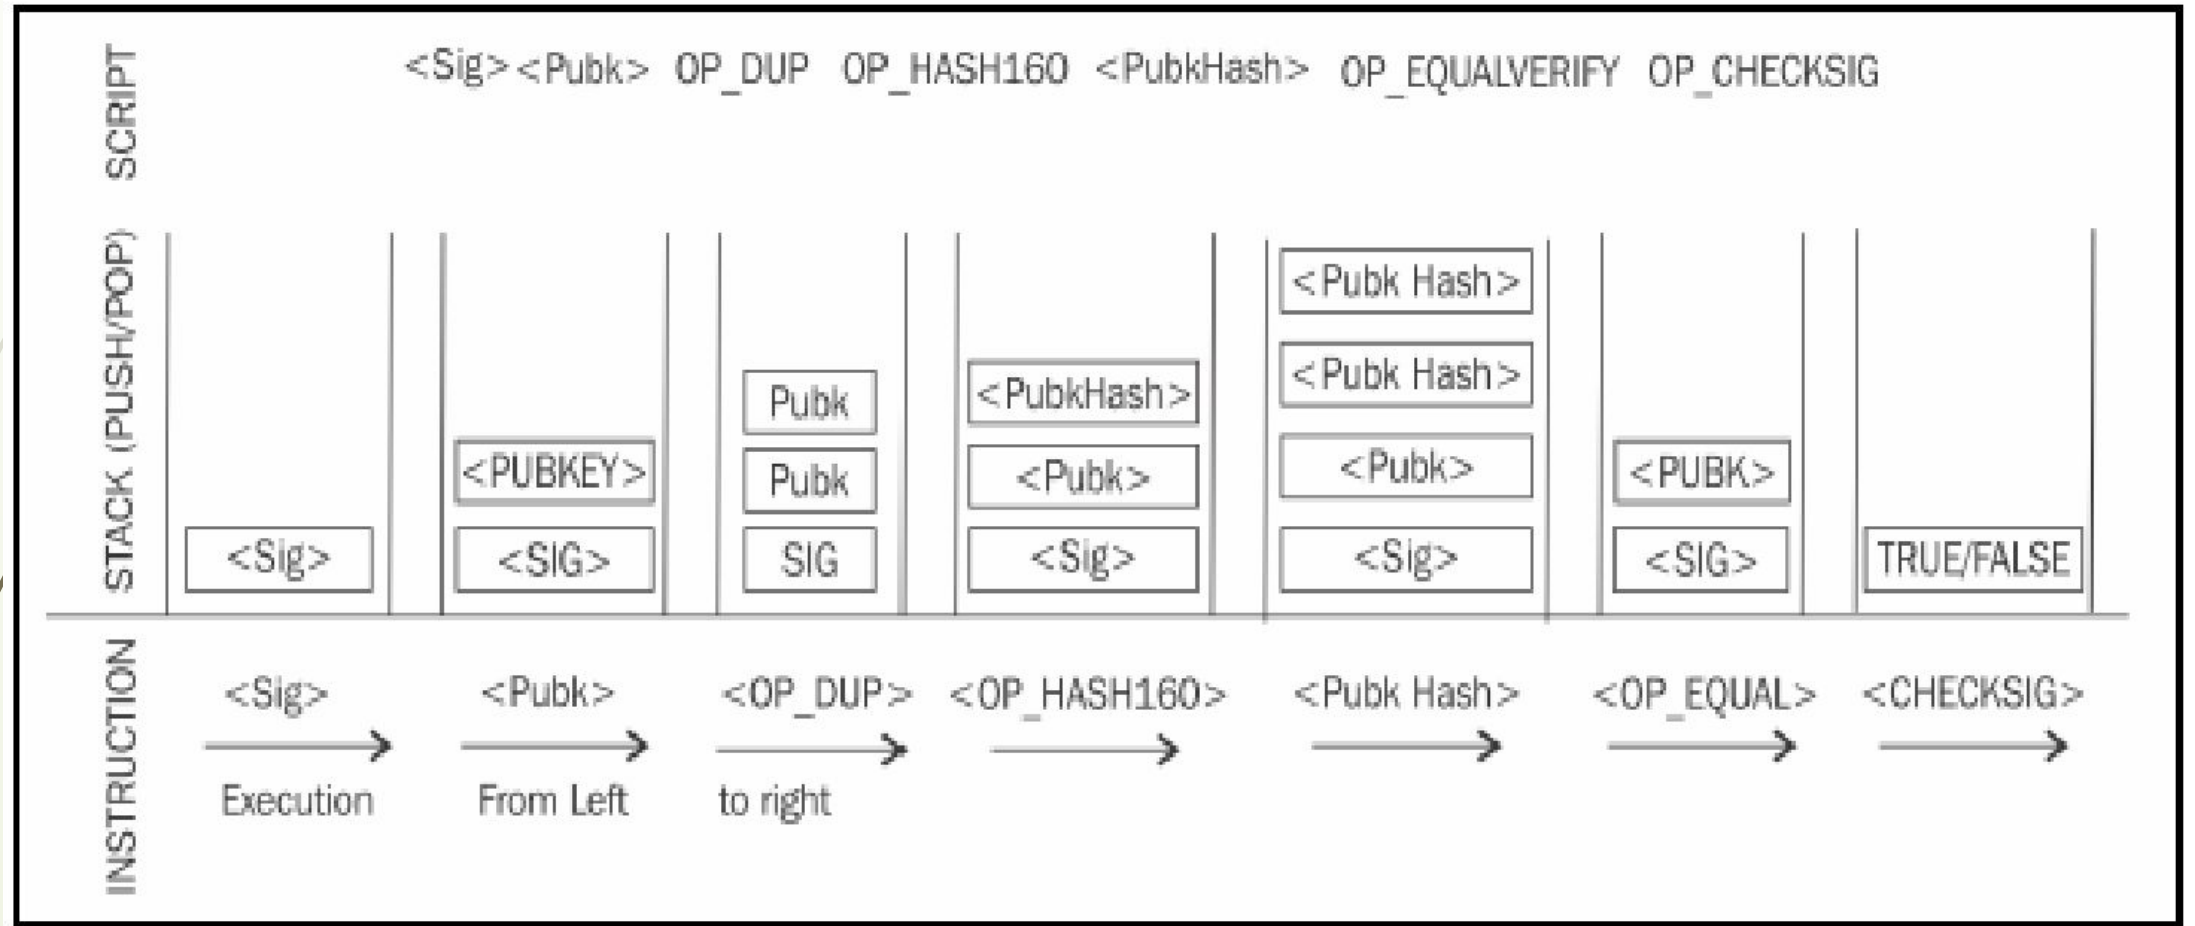 SCRIPT
<Sig> <Pubk> OP_DUP OP_HASH160 <PubkHash> OP_EQUALVERIFY OP_CHECKSIG
STACK (PUSH/POP)
<Sig>
<PUBKEY>
<SIG>
Pubk
Pubk
SIG
<PubkHash>
<Pubk>
<Sig>
<Pubk Hash>
<Pubk Hash>
<Pubk>
<Sig>
<PUBK>
<SIG>
TRUE/FALSE
INSTRUCTION
<Sig> <Pubk> <OP_DUP> <OP_HASH160> <Pubk Hash> <OP_EQUAL> <CHECKSIG>
Execution From Left to right